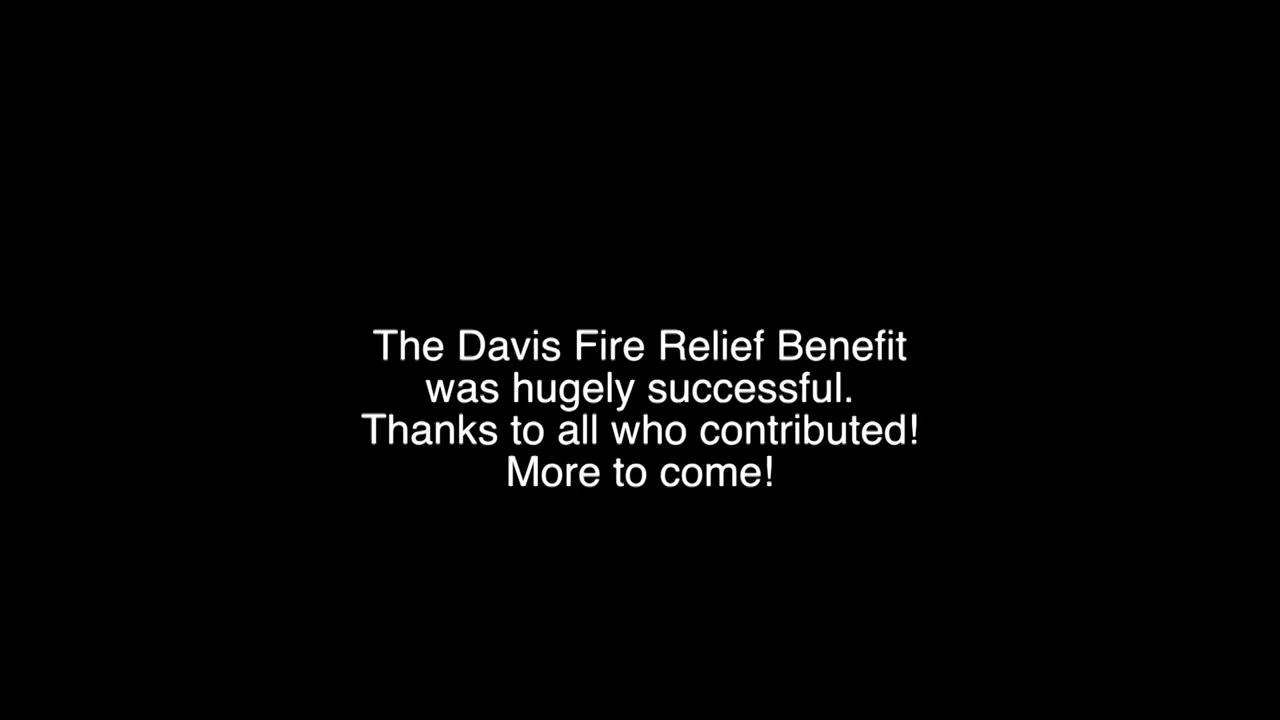 The Davis Fire Relief Benefit
was hugely successful.
Thanks to all who contributed!
More to come!